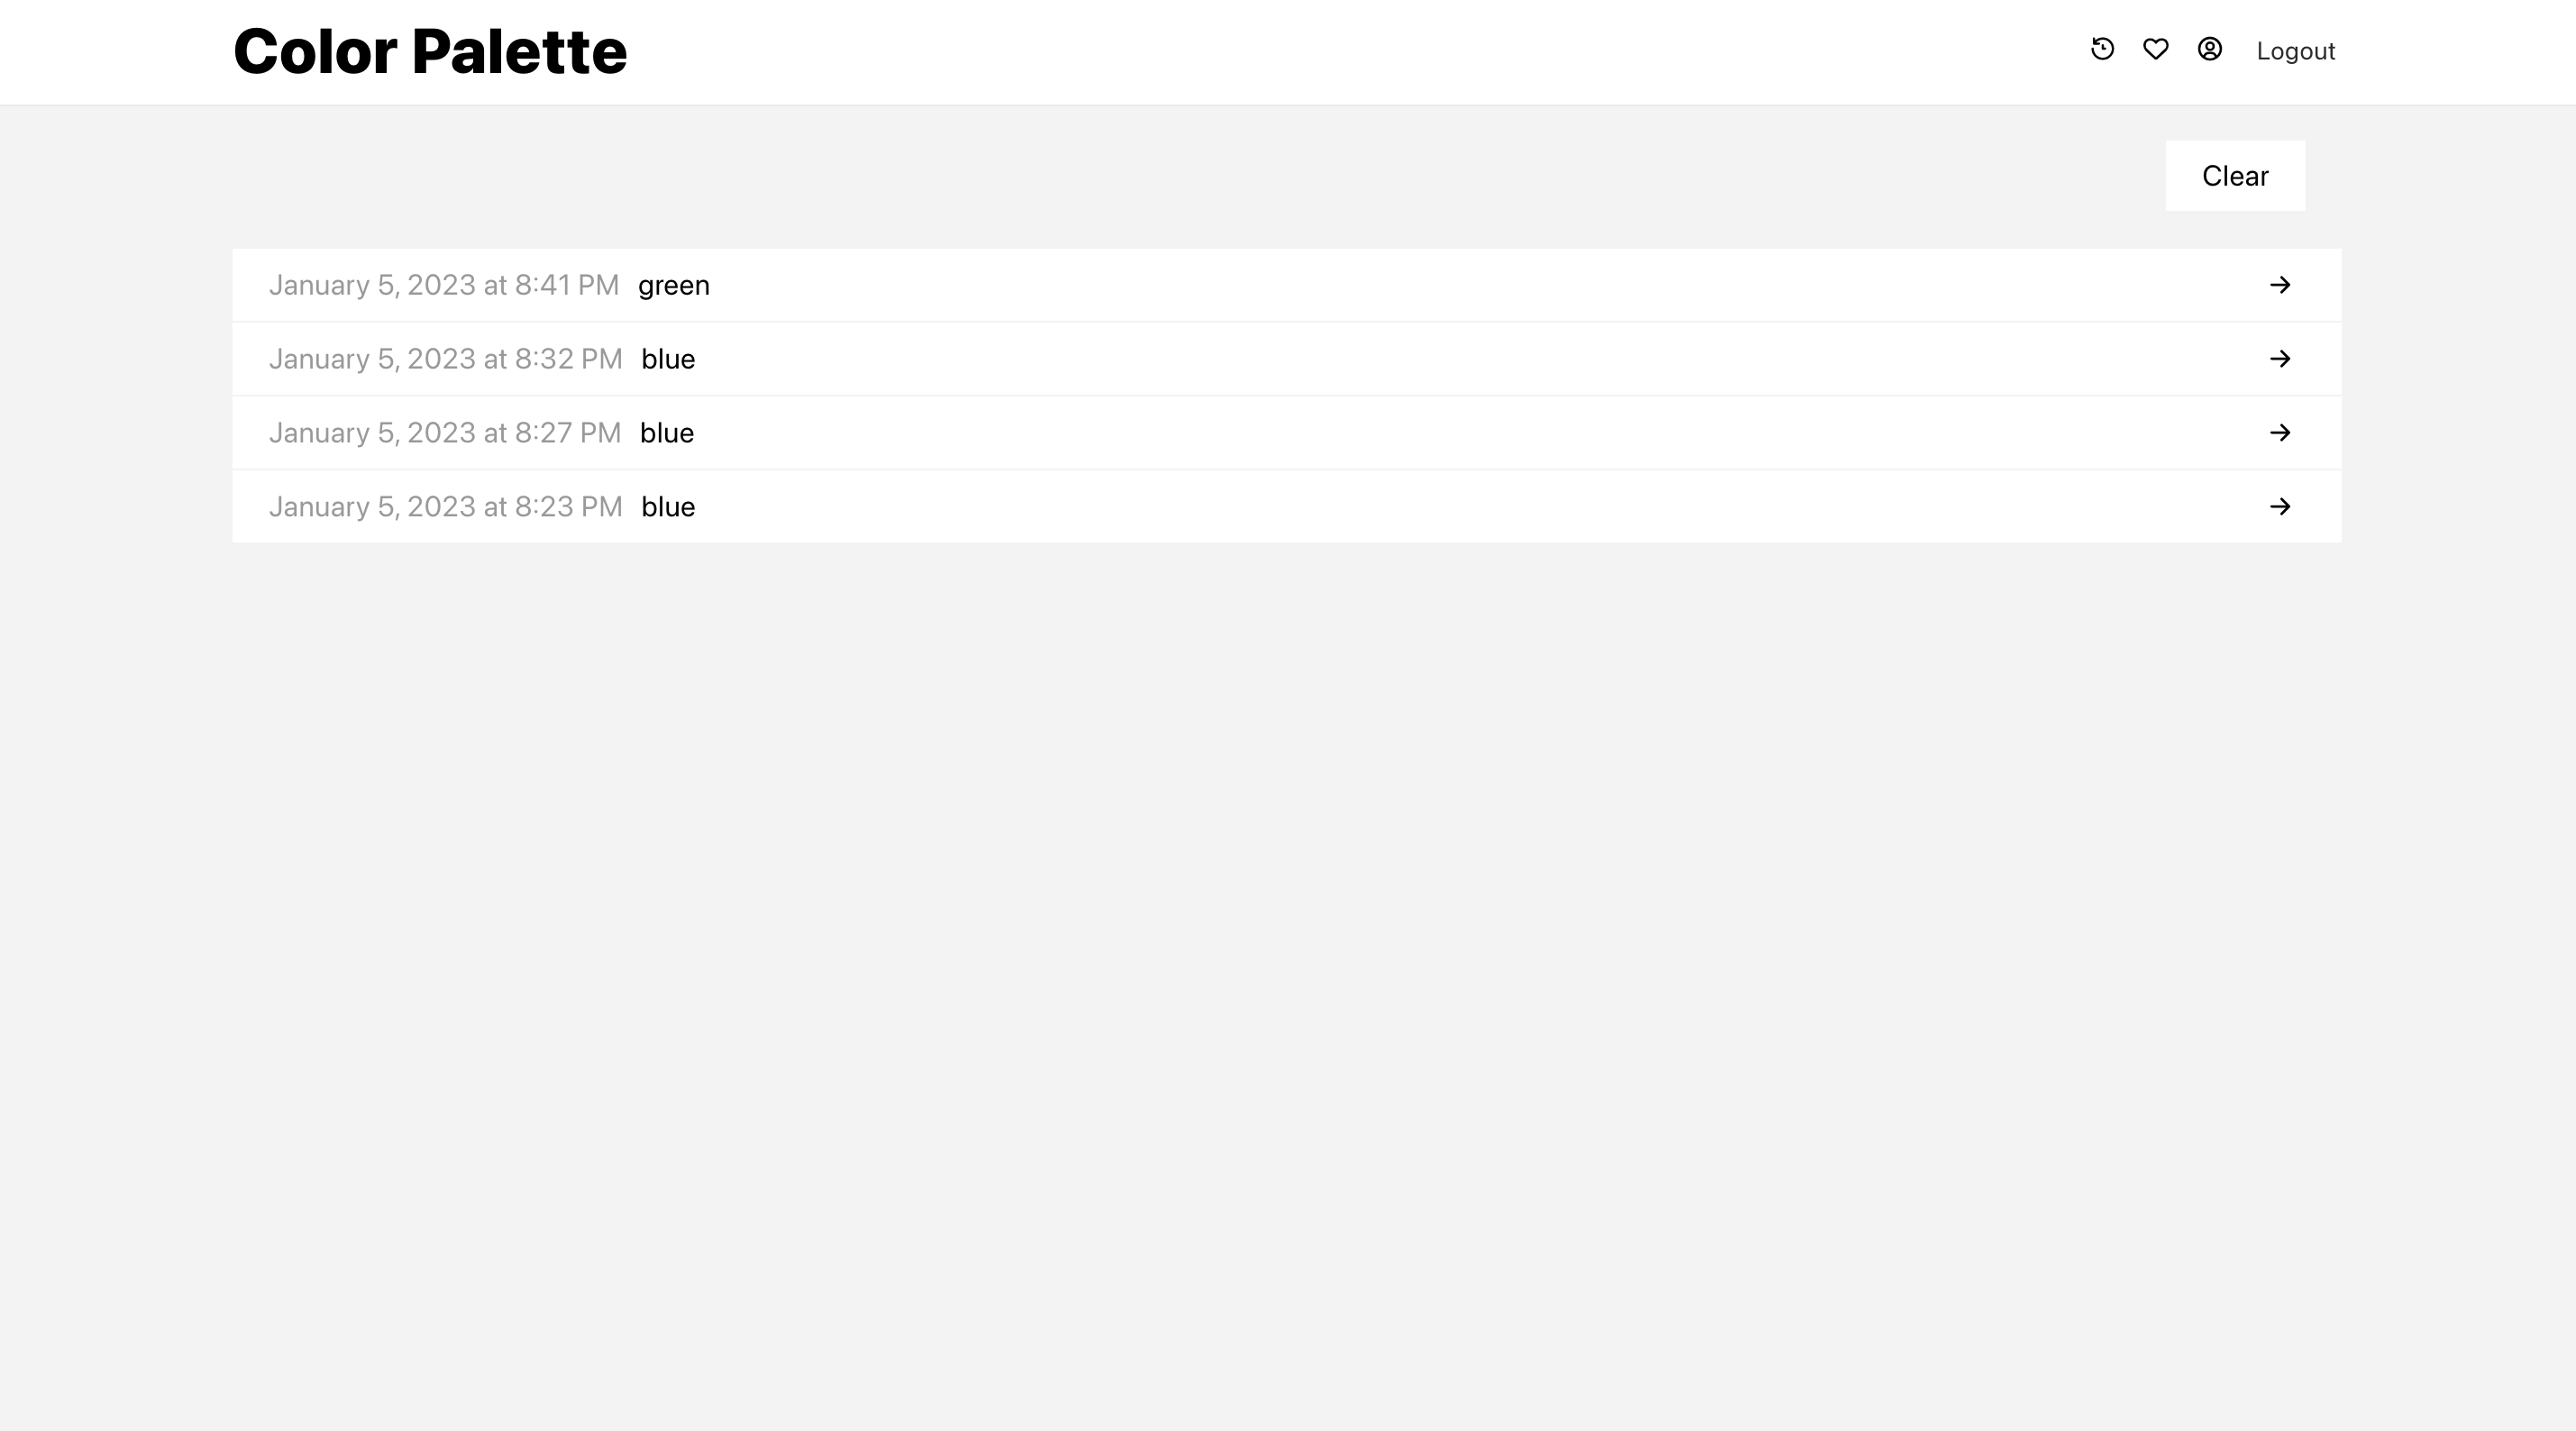 Color Palette
Logout
Clear
January 5, 2023 at 8:41 PM green
January 5, 2023 at 8:32 PM blue
January 5, 2023 at 8:27 PM blue
January 5, 2023 at 8:23 PM blue